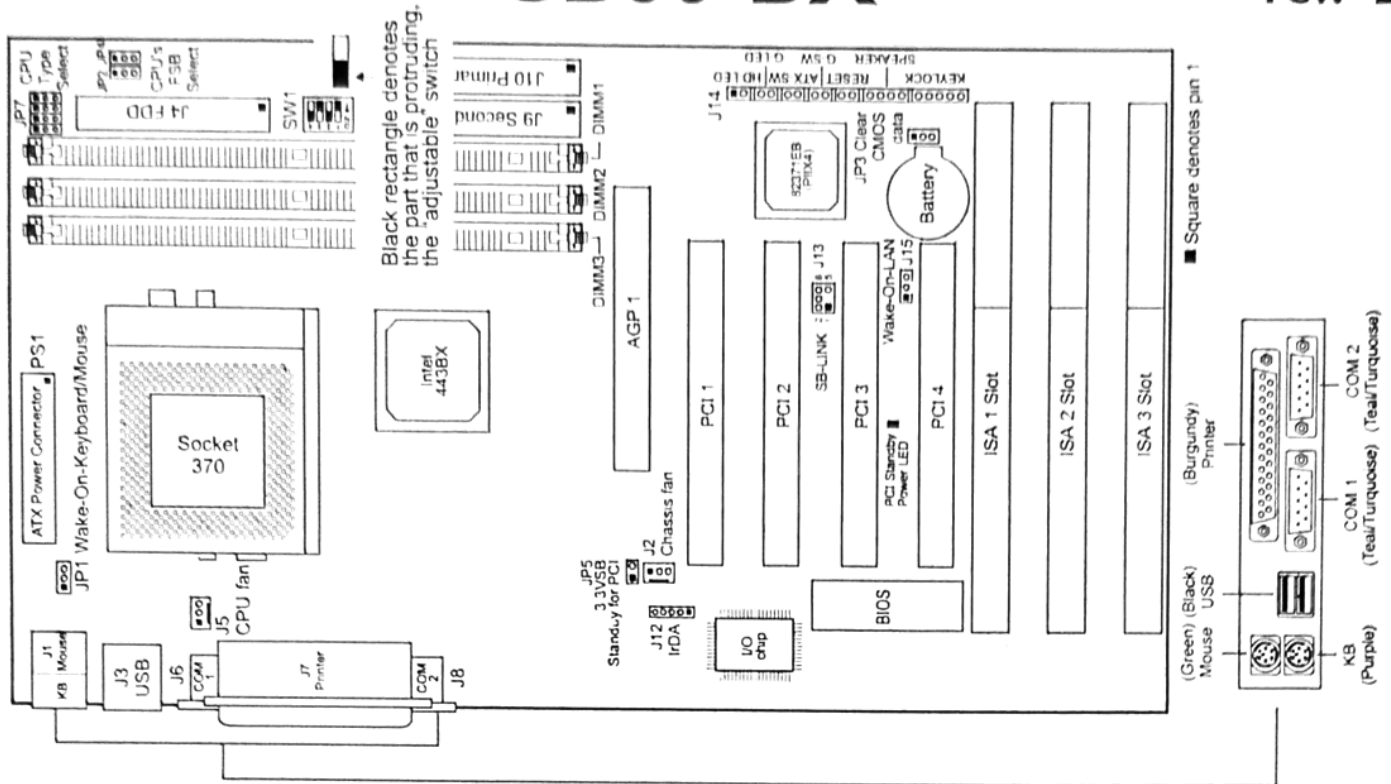 JP7
CPU
Type
Select
JP2 JP4
CPU's
FSB
Select
J4 FDD
SW1
Black rectangle denotes
the part that is protruding,
the "adjustable" switch
J10 Primar
J9 Second
DIMM1
DIMM2
DIMM3
J14
HD LED
ATX SW
RESET
KEYLOCK
G LED
G SW
SPEAKER
82371EB
(PIIX4)
JP3 Clear
CMOS
data
Battery
ATX Power Connector
PS1
JP1 Wake-On-Keyboard/Mouse
Socket
370
Intel
443BX
AGP 1
PCI 1
PCI 2
SB-LINK
J13
PCI 3
Wake-On-LAN
J15
PCI Standby
Power LED
PCI 4
ISA 1 Slot
ISA 2 Slot
ISA 3 Slot
Square denotes pin 1
J5
CPU fan
J1
KB
Mouse
J3
USB
J6
COM
1
J7
Printer
COM
2
J8
JP5
3.3VSB
Standby for PCI
J2
Chassis fan
J12
IrDA
I/O
chip
BIOS
(Green)
Mouse
(Black)
USB
(Burgundy)
Printer
KB
(Purple)
COM 1
(Teal/Turquoise)
COM 2
(Teal/Turquoise)